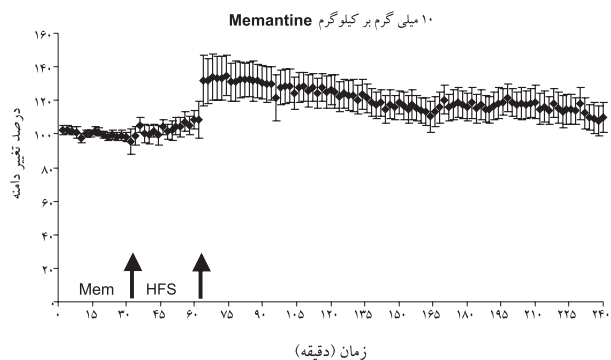 ۱۰ میلی گرم بر کیلوگرم Memantine
درصد تغییر دامنه
۱۶۰
۱۴۰
۱۲۰
۱۰۰
۸۰
۶۰
۴۰
۲۰
۰
Mem HFS
۰ ۱۵ ۳۰ ۴۵ ۶۰ ۷۵ ۹۰ ۱۰۵ ۱۲۰ ۱۳۵ ۱۵۰ ۱۶۵ ۱۸۰ ۱۹۵ ۲۱۰ ۲۲۵ ۲۴۰
زمان (دقیقه)